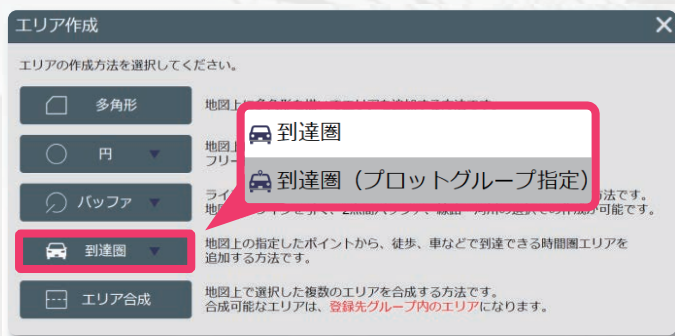 エリア作成
エリアの作成方法を選択してください。
多角形
地図上
円
地図上
フリー
到達圏
到達圏（プロットグループ指定）
バッファ
ライ 方法です。
地図 が可能です。
到達圏
地図上の指定したポイントから、徒歩、車などで到達できる時間圏エリアを
追加する方法です。
エリア合成
地図上で選択した複数のエリアを合成する方法です。
合成可能なエリアは、登録先グループ内のエリアになります。